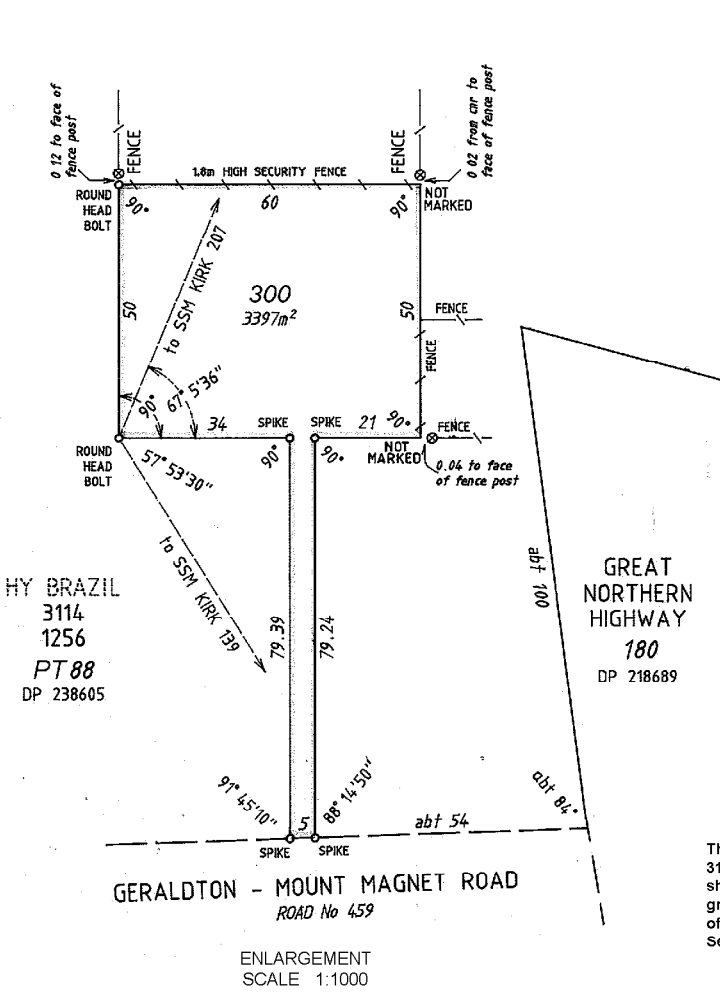 0 12 to face of
fence post
FENCE
1.8m HIGH SECURITY FENCE
FENCE
0 02 from cnr to
face of fence post
ROUND
HEAD
BOLT
90°
60
90°
NOT
MARKED
50
to SSM KIRK 207
300
3397m²
50
FENCE
FENCE
90°
67° 5'36"
34
SPIKE
SPIKE
21
90°
FENCE
ROUND
HEAD
BOLT
57° 53'30"
90°
90°
NOT
MARKED
0.04 to face
of fence post
to SSM KIRK 139
79.39
79.24
abt 100
HY BRAZIL
3114
1256
PT 88
DP 238605
GREAT
NORTHERN
HIGHWAY
180
DP 218689
91° 45'10"
5
88° 14'50"
abt 54
abt 84°
SPIKE
SPIKE
GERALDTON - MOUNT MAGNET ROAD
ROAD No 459
ENLARGEMENT
SCALE 1:1000
Th
31
sh
gr
of
Se